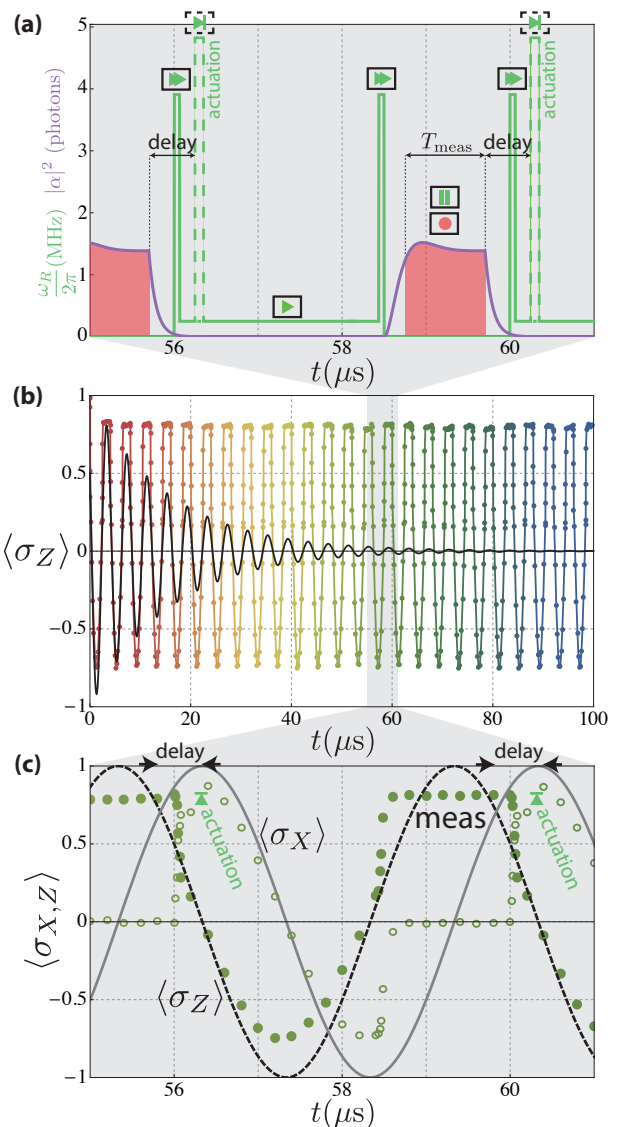 (a)
5
4
3
2
1
0
|α|² (photons)
ω_R/2π (MHz)
actuation
delay
T_meas
delay
actuation
56
58
60
t(μs)
(b)
1
0.5
0
−0.5
−1
⟨σ_Z⟩
0
20
40
60
80
100
t(μs)
(c)
delay
delay
1
0.5
0
−0.5
−1
⟨σ_X,Z⟩
actuation
⟨σ_X⟩
meas
actuation
⟨σ_Z⟩
56
58
60
t(μs)